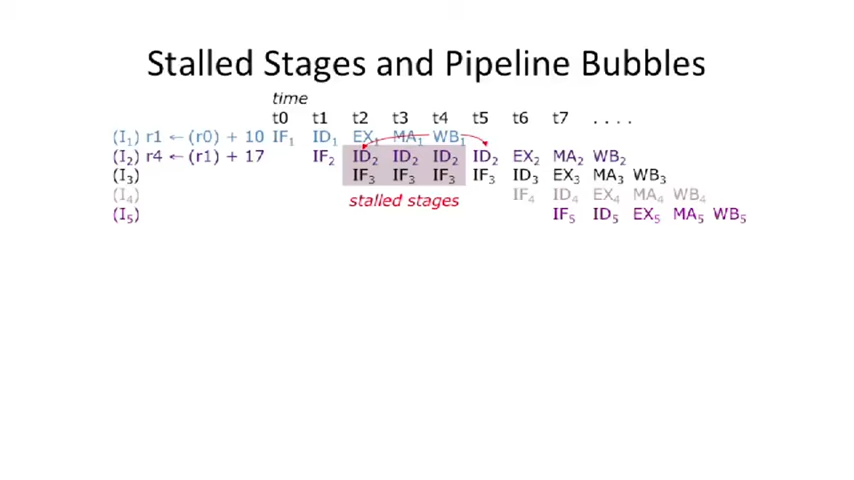 Stalled Stages and Pipeline Bubbles
time
t0 t1 t2 t3 t4 t5 t6 t7 . . . .
(I₁) r1 ← (r0) + 10 IF₁ ID₁ EX₁ MA₁ WB₁
(I₂) r4 ← (r1) + 17 IF₂ ID₂ ID₂ ID₂ ID₂ EX₂ MA₂ WB₂
(I₃) IF₃ IF₃ IF₃ IF₃ ID₃ EX₃ MA₃ WB₃
(I₄) IF₄ ID₄ EX₄ MA₄ WB₄
stalled stages
(I₅) IF₅ ID₅ EX₅ MA₅ WB₅